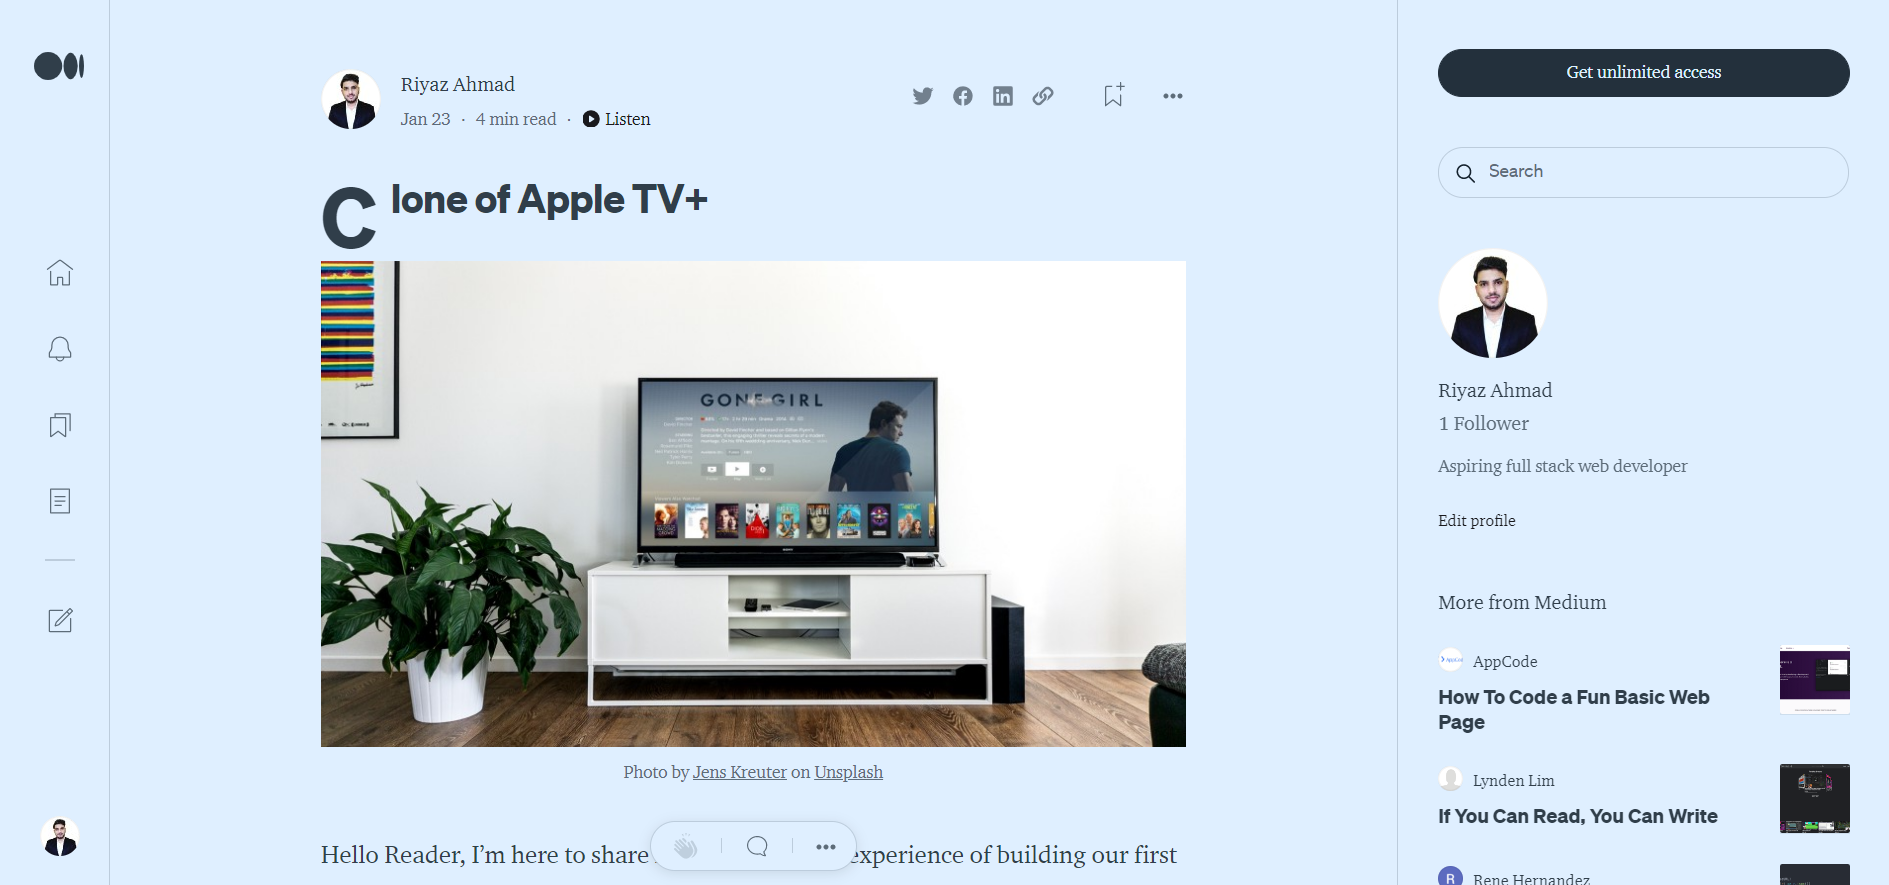 Riyaz Ahmad
Jan 23 · 4 min read · Listen
Clone of Apple TV+
GONE GIRL
Photo by Jens Kreuter on Unsplash
Hello Reader, I’m here to share experience of building our first
Get unlimited access
Search
Riyaz Ahmad
1 Follower
Aspiring full stack web developer
Edit profile
More from Medium
AppCode
How To Code a Fun Basic Web
Page
Lynden Lim
If You Can Read, You Can Write
R Rene Hernandez